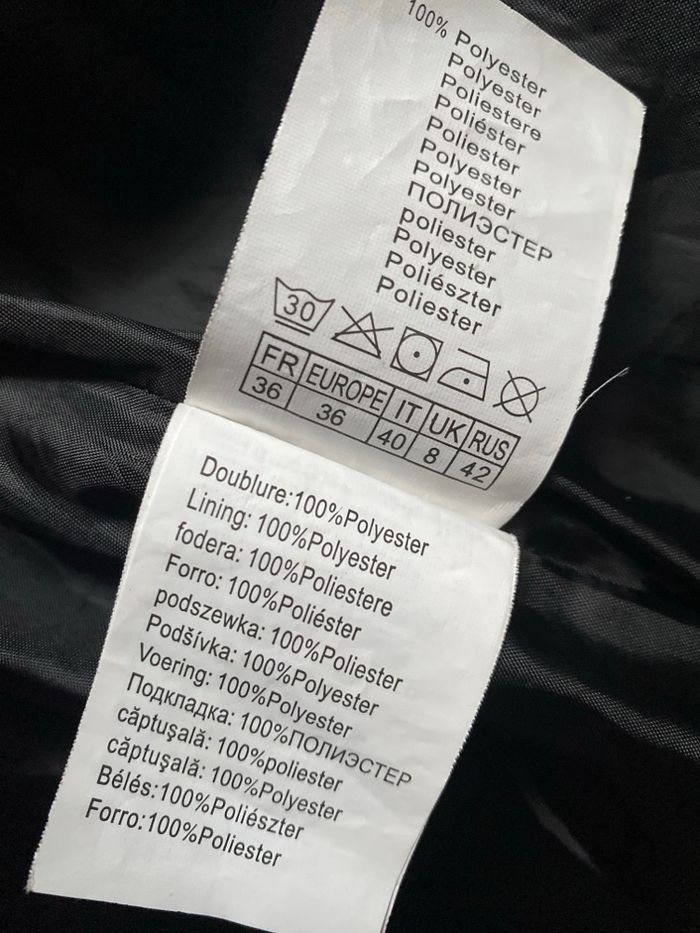 100% Polyester
Polyester
Poliestere
Poliéster
Poliester
Polyester
Polyester
ПОЛИЭСТЕР
poliester
Polyester
Poliészter
Poliester
30
FR EUROPE IT UK RUS
36 36 40 8 42
Doublure:100%Polyester
Lining: 100%Polyester
fodera: 100%Poliestere
Forro: 100%Poliéster
podszewka: 100%Poliester
Podšívka: 100%Polyester
Voering: 100%Polyester
Подкладка: 100%ПОЛИЭСТЕР
căptuşală: 100%poliester
căptuşală: 100%Polyester
Bélés:100%Poliészter
Forro:100%Poliester